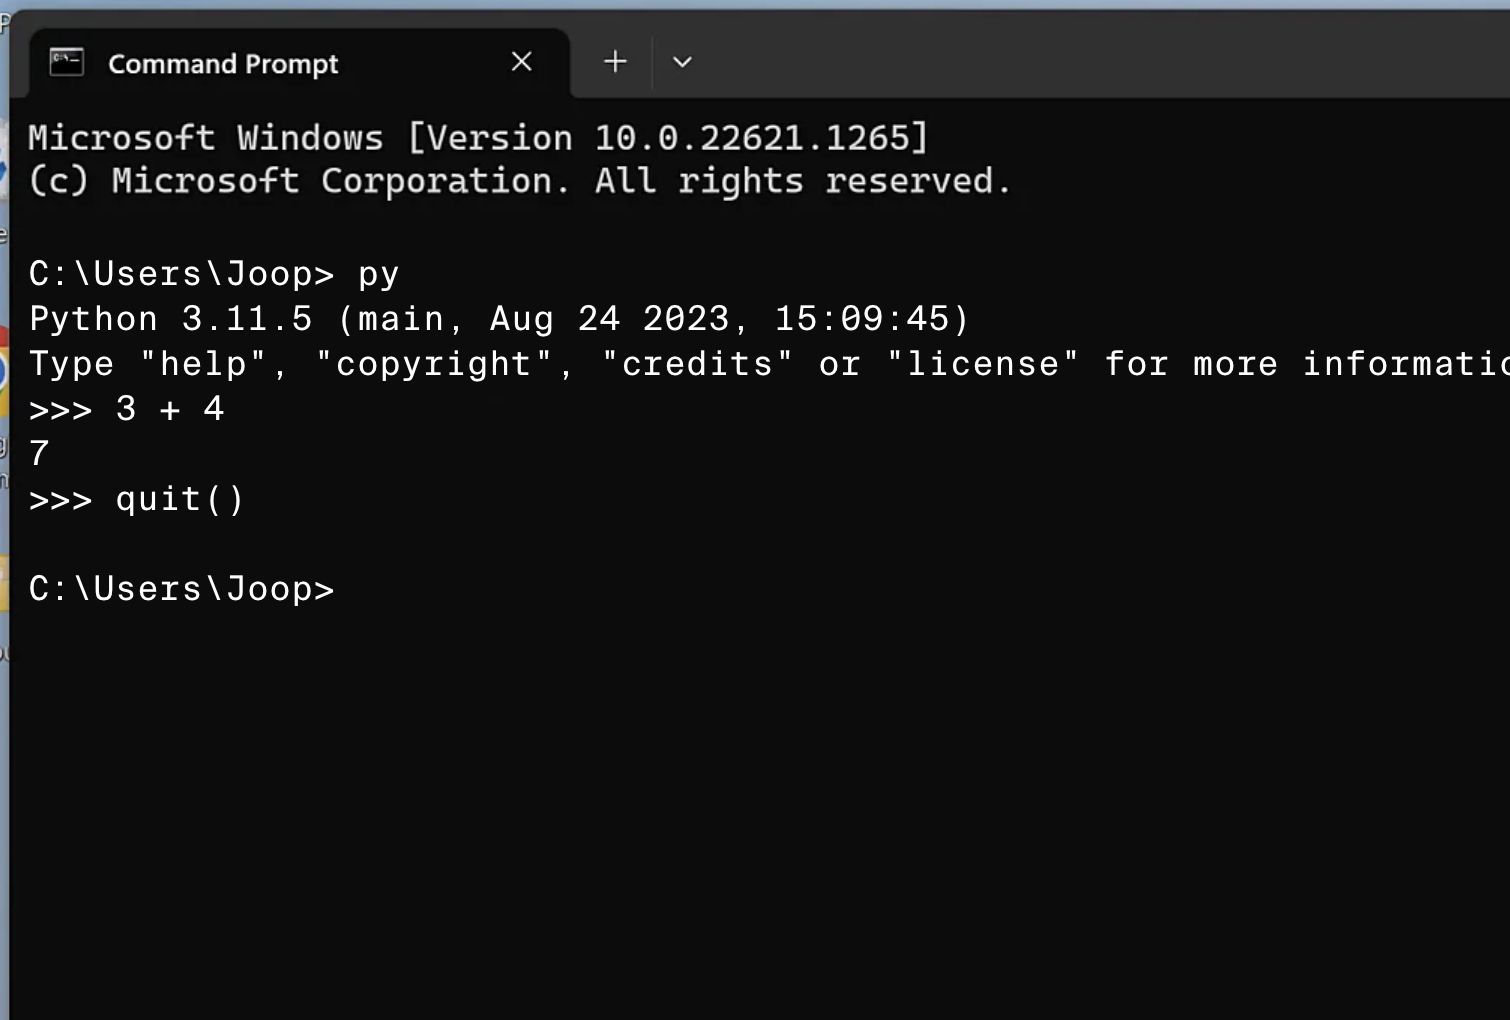 Command Prompt
Microsoft Windows [Version 10.0.22621.1265]
(c) Microsoft Corporation. All rights reserved.
C:\Users\Joop> py
Python 3.11.5 (main, Aug 24 2023, 15:09:45)
Type "help", "copyright", "credits" or "license" for more informatio
>>> 3 + 4
7
>>> quit()
C:\Users\Joop>